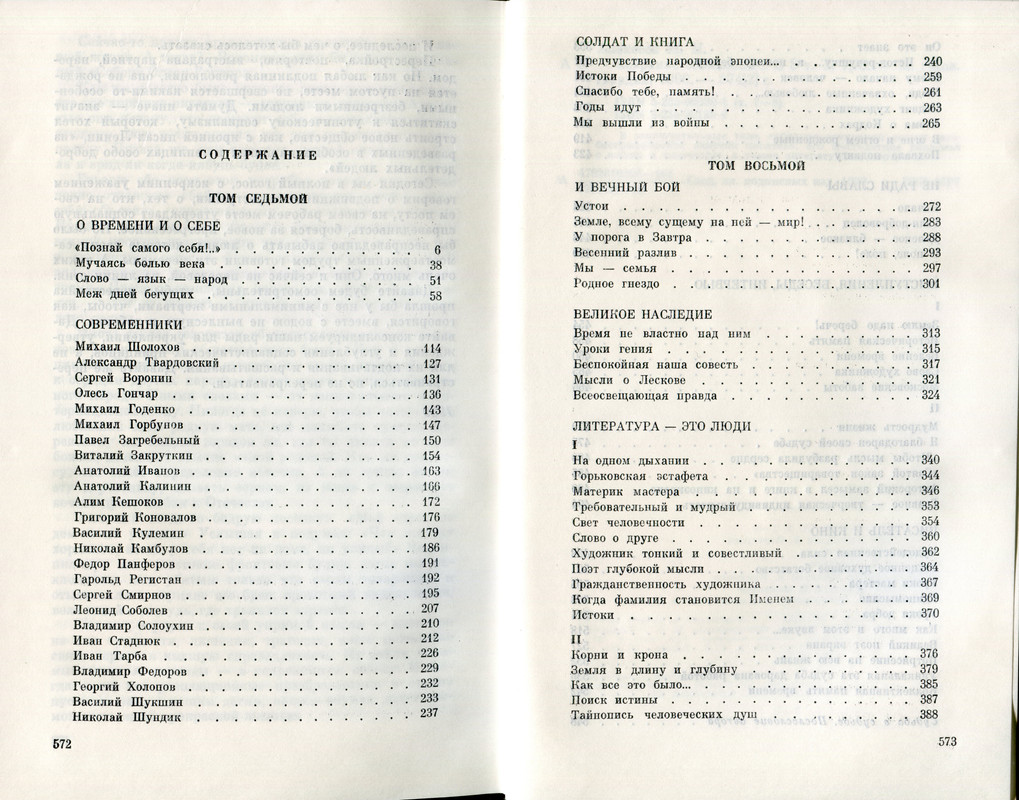 СОДЕРЖАНИЕ
ТОМ СЕДЬМОЙ
О ВРЕМЕНИ И О СЕБЕ
«Познай самого себя!..» . . . . . . . . . . 6
Мучаясь болью века . . . . . . . . . . . 38
Слово — язык — народ . . . . . . . . . . 51
Меж дней бегущих . . . . . . . . . . . 58
СОВРЕМЕННИКИ
Михаил Шолохов . . . . . . . . . . . . 114
Александр Твардовский . . . . . . . . . . 127
Сергей Воронин . . . . . . . . . . . . 131
Олесь Гончар . . . . . . . . . . . . . 136
Михаил Годенко . . . . . . . . . . . . 143
Михаил Горбунов . . . . . . . . . . . . 147
Павел Загребельный . . . . . . . . . . . 150
Виталий Закруткин . . . . . . . . . . . 154
Анатолий Иванов . . . . . . . . . . . . 163
Анатолий Калинин . . . . . . . . . . . 166
Алим Кешоков . . . . . . . . . . . . . 172
Григорий Коновалов . . . . . . . . . . . 176
Василий Кулемин . . . . . . . . . . . . 179
Николай Камбулов . . . . . . . . . . . 186
Федор Панферов . . . . . . . . . . . . 191
Гарольд Регистан . . . . . . . . . . . . 192
Сергей Смирнов . . . . . . . . . . . . 195
Леонид Соболев . . . . . . . . . . . . 207
Владимир Солоухин . . . . . . . . . . . 210
Иван Стаднюк . . . . . . . . . . . . . 212
Иван Тарба . . . . . . . . . . . . . 226
Владимир Федоров . . . . . . . . . . . 229
Георгий Холопов . . . . . . . . . . . . 232
Василий Шукшин . . . . . . . . . . . . 233
Николай Шундик . . . . . . . . . . . . 237
572
СОЛДАТ И КНИГА
Предчувствие народной эпопеи... . . . . . . . 240
Истоки Победы . . . . . . . . . . . . 259
Спасибо тебе, память! . . . . . . . . . . 261
Годы идут . . . . . . . . . . . . . 263
Мы вышли из войны . . . . . . . . . . 265
ТОМ ВОСЬМОЙ
И ВЕЧНЫЙ БОЙ
Устои . . . . . . . . . . . . . . . 272
Земле, всему сущему на ней — мир! . . . . . . 283
У порога в Завтра . . . . . . . . . . . 288
Весенний разлив . . . . . . . . . . . . 293
Мы — семья . . . . . . . . . . . . . 297
Родное гнездо . . . . . . . . . . . . 301
ВЕЛИКОЕ НАСЛЕДИЕ
Время не властно над ним . . . . . . . . 313
Уроки гения . . . . . . . . . . . . . 315
Беспокойная наша совесть . . . . . . . . . 317
Мысли о Лескове . . . . . . . . . . . 321
Всеосвещающая правда . . . . . . . . . . 324
ЛИТЕРАТУРА — ЭТО ЛЮДИ
I
На одном дыхании . . . . . . . . . . . 340
Горьковская эстафета . . . . . . . . . . 344
Материк мастера . . . . . . . . . . . . 346
Требовательный и мудрый . . . . . . . . . 353
Свет человечности . . . . . . . . . . . 354
Слово о друге . . . . . . . . . . . . 360
Художник тонкий и совестливый . . . . . . . 362
Поэт глубокой мысли . . . . . . . . . . 364
Гражданственность художника . . . . . . . . 367
Когда фамилия становится Именем . . . . . . 369
Истоки . . . . . . . . . . . . . . 370
II
Корни и крона . . . . . . . . . . . . 376
Земля в длину и глубину . . . . . . . . . 379
Как все это было... . . . . . . . . . . . 385
Поиск истины . . . . . . . . . . . . 387
Тайнопись человеческих душ . . . . . . . . 388
573